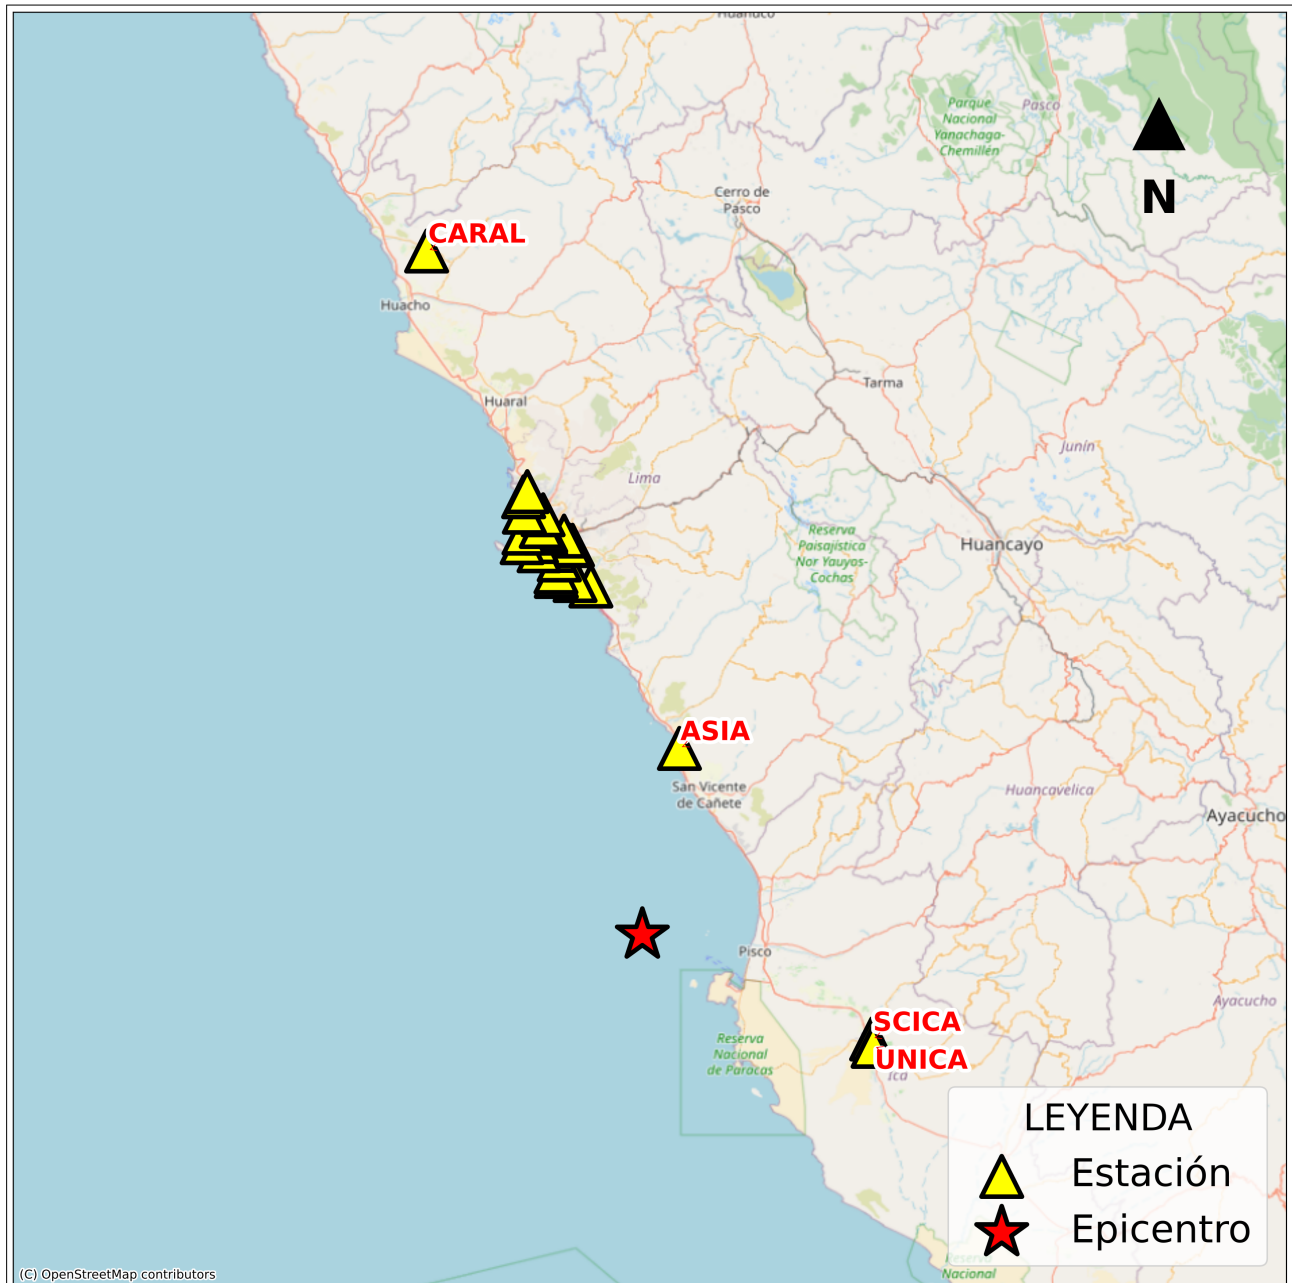 Huánuco
Parque
Nacional
Yanachaga-
Chemillén
Pasco
N
Cerro de
Pasco
CARAL
Huacho
Tarma
Huaral
Junín
Lima
Reserva
Paisajística
Nor Yauyos-
Cochas
Huancayo
ASIA
San Vicente
de Cañete
Huancavelica
Ayacucho
Pisco
Ayacucho
SCICA
UNICA
Ica
Reserva
Nacional
de Paracas
LEYENDA
Estación
Epicentro
Reserva
Nacional
(C) OpenStreetMap contributors